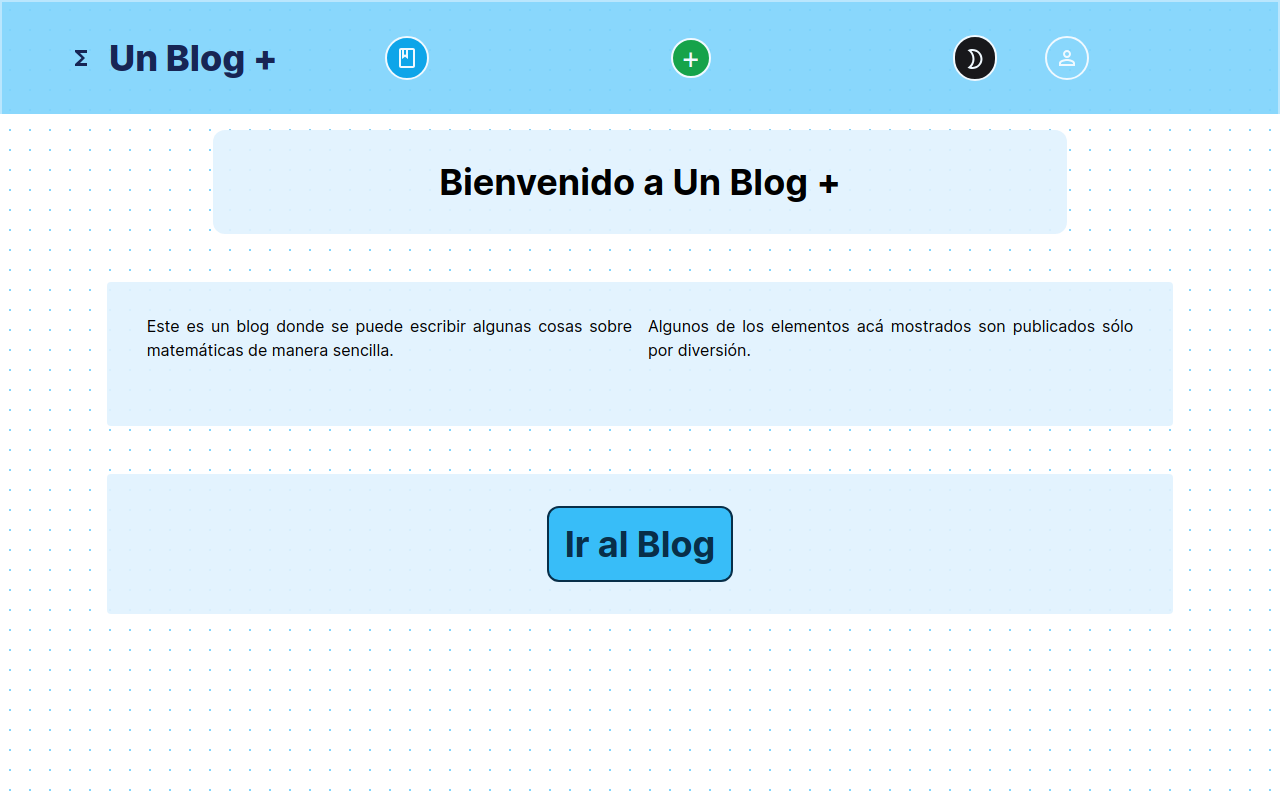 Σ Un Blog +
Bienvenido a Un Blog +
Este es un blog donde se puede escribir algunas cosas sobre
matemáticas de manera sencilla.
Algunos de los elementos acá mostrados son publicados sólo
por diversión.
Ir al Blog